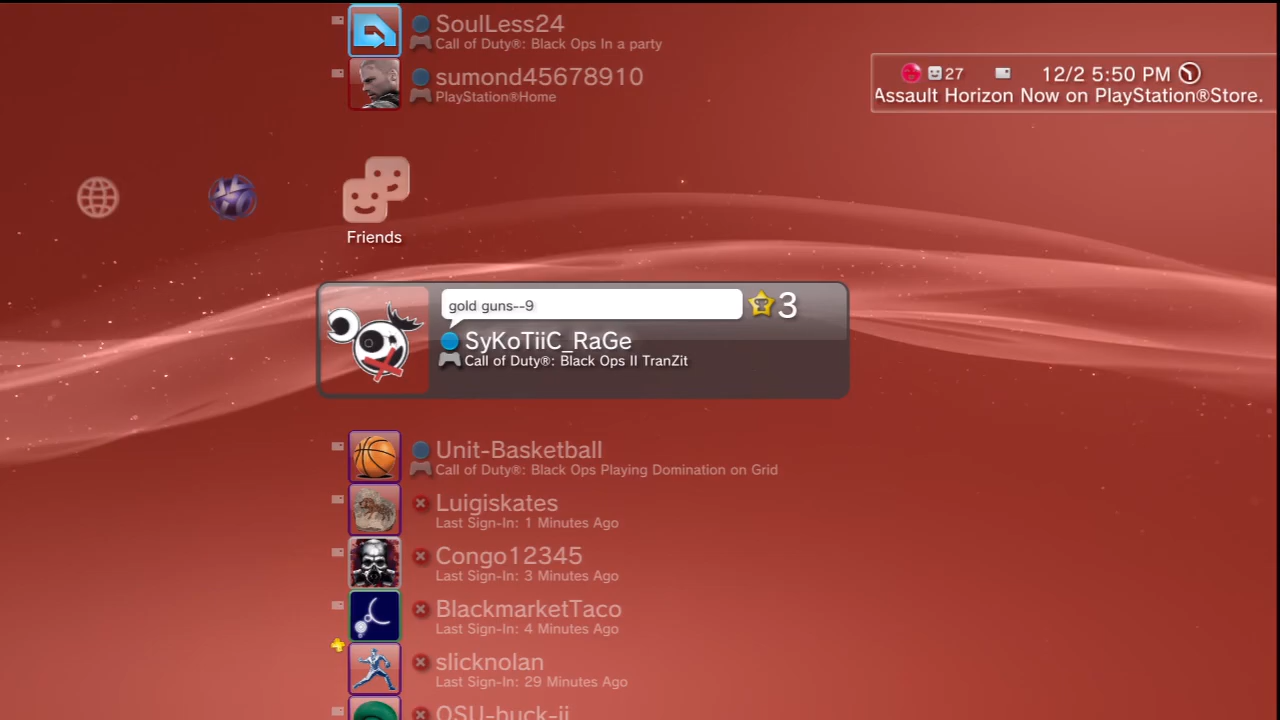 SoulLess24
Call of Duty®: Black Ops In a party
sumond45678910
PlayStation®Home
27
12/2 5:50 PM
Assault Horizon Now on PlayStation®Store.
Friends
gold guns--9
3
SyKoTiiC_RaGe
Call of Duty®: Black Ops II TranZit
Unit-Basketball
Call of Duty®: Black Ops Playing Domination on Grid
Luigiskates
Last Sign-In: 1 Minutes Ago
Congo12345
Last Sign-In: 3 Minutes Ago
BlackmarketTaco
Last Sign-In: 4 Minutes Ago
slicknolan
Last Sign-In: 29 Minutes Ago